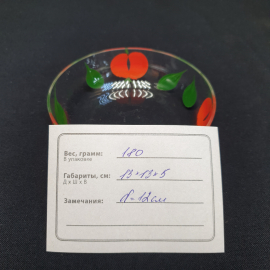 Вес, грамм: 180
В упаковке
Габариты, см: 13×13×5
Д х Ш х В
Замечания: d=12см